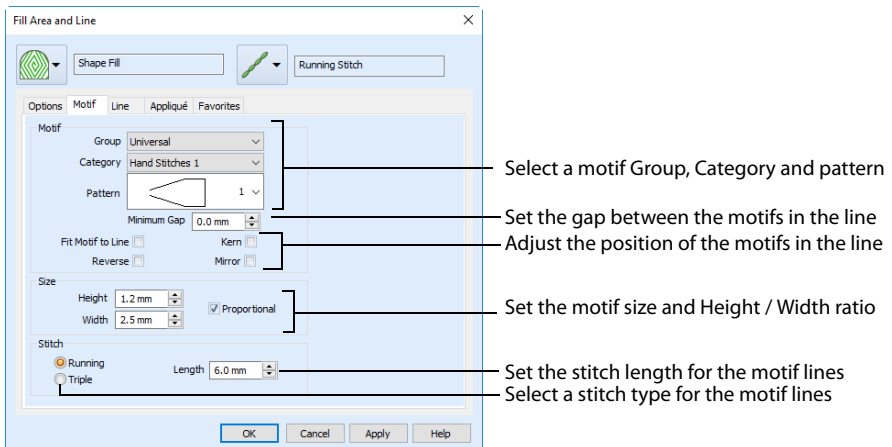 Fill Area and Line
Shape Fill
Running Stitch
Options Motif Line Appliqué Favorites
Motif
Group Universal
Category Hand Stitches 1
Pattern 1
Minimum Gap 0.0 mm
Fit Motif to Line Kern
Reverse Mirror
Size
Height 1.2 mm
Width 2.5 mm
Proportional
Stitch
Running
Triple
Length 6.0 mm
OK Cancel Apply Help
Select a motif Group, Category and pattern
Set the gap between the motifs in the line
Adjust the position of the motifs in the line
Set the motif size and Height / Width ratio
Set the stitch length for the motif lines
Select a stitch type for the motif lines